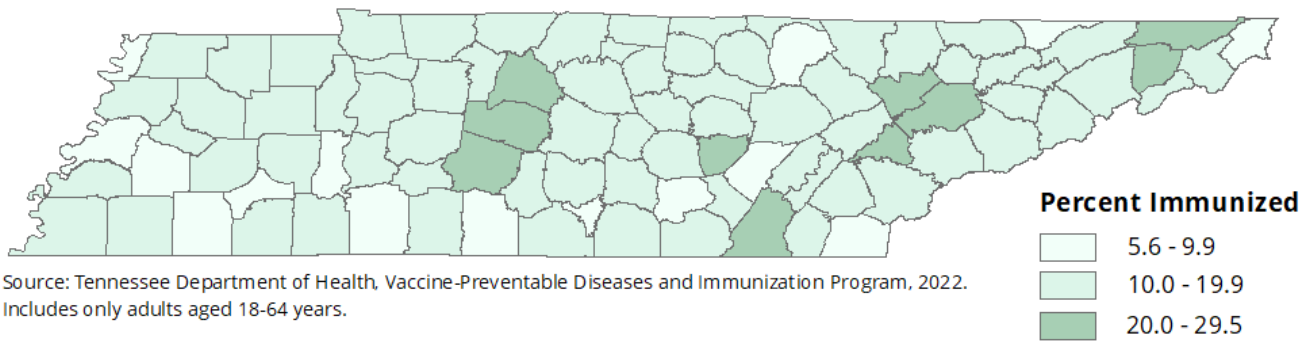 Percent Immunized
5.6 - 9.9
10.0 - 19.9
20.0 - 29.5
Source: Tennessee Department of Health, Vaccine-Preventable Diseases and Immunization Program, 2022.
Includes only adults aged 18-64 years.